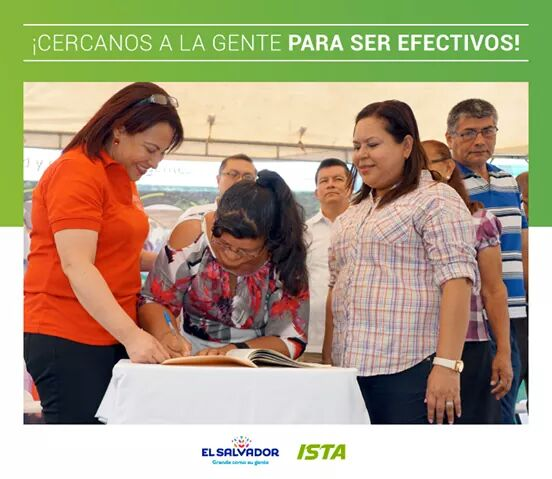 ¡CERCANOS A LA GENTE PARA SER EFECTIVOS!
EL SALVADOR
Grande como su gente
ISTA